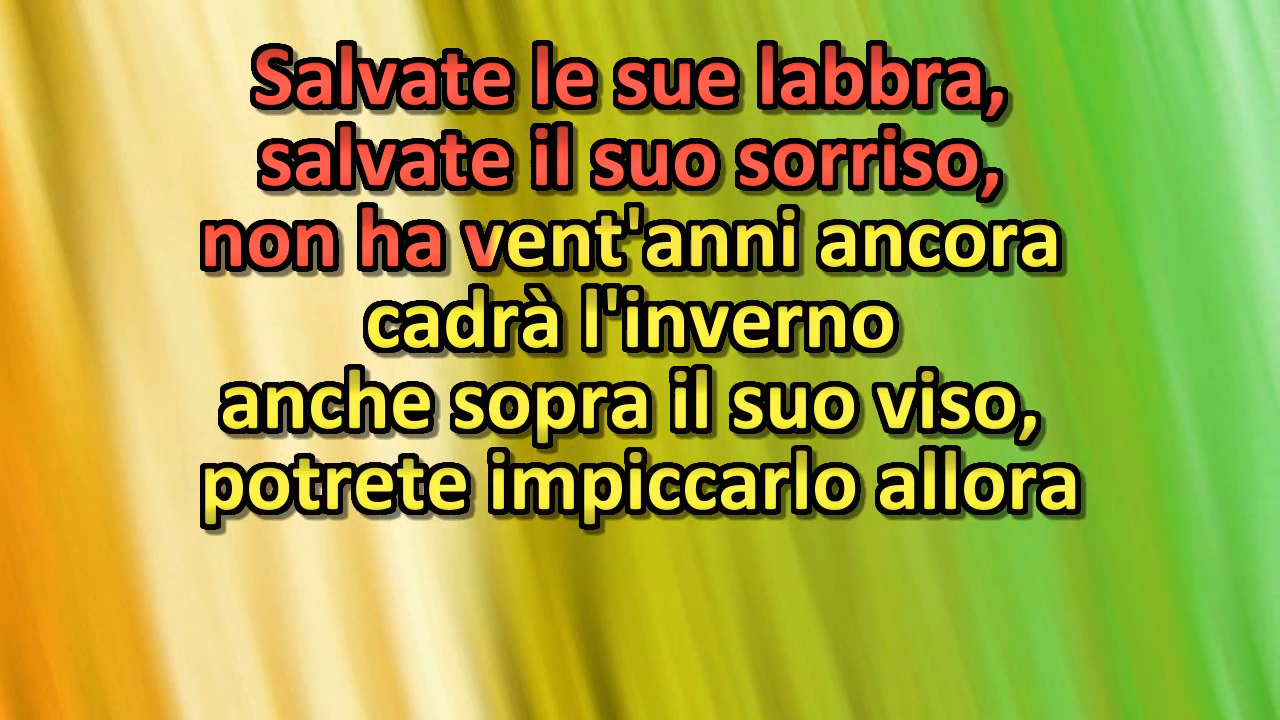 Salvate le sue labbra,
salvate il suo sorriso,
non ha vent'anni ancora
cadrà l'inverno
anche sopra il suo viso,
potrete impiccarlo allora